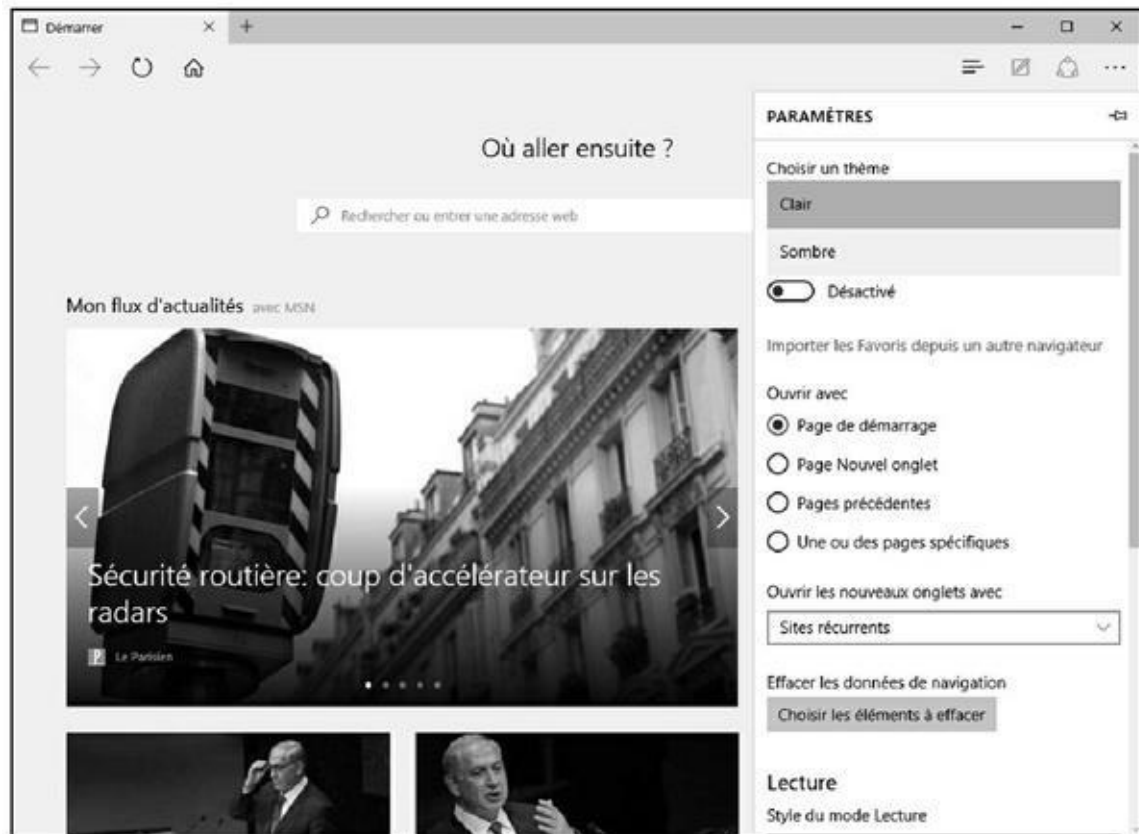 Démarrer
Où aller ensuite ?
Rechercher ou entrer une adresse web
Mon flux d'actualités avec MSN
Sécurité routière: coup d'accélérateur sur les
radars
P Le Parisien
PARAMÈTRES
Choisir un thème
Clair
Sombre
Désactivé
Importer les Favoris depuis un autre navigateur
Ouvrir avec
Page de démarrage
Page Nouvel onglet
Pages précédentes
Une ou des pages spécifiques
Ouvrir les nouveaux onglets avec
Sites récurrents
Effacer les données de navigation
Choisir les éléments à effacer
Lecture
Style du mode Lecture